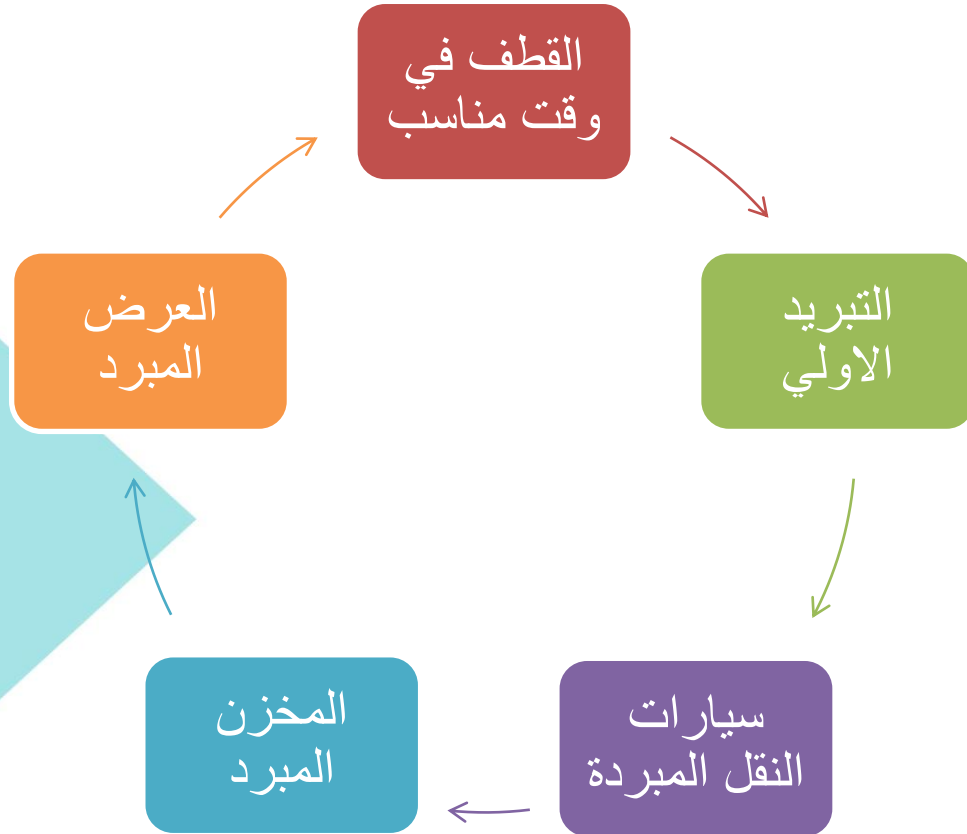 القطف في
وقت مناسب
التبريد
الاولي
سيارات
النقل المبردة
المخزن
المبرد
العرض
المبرد